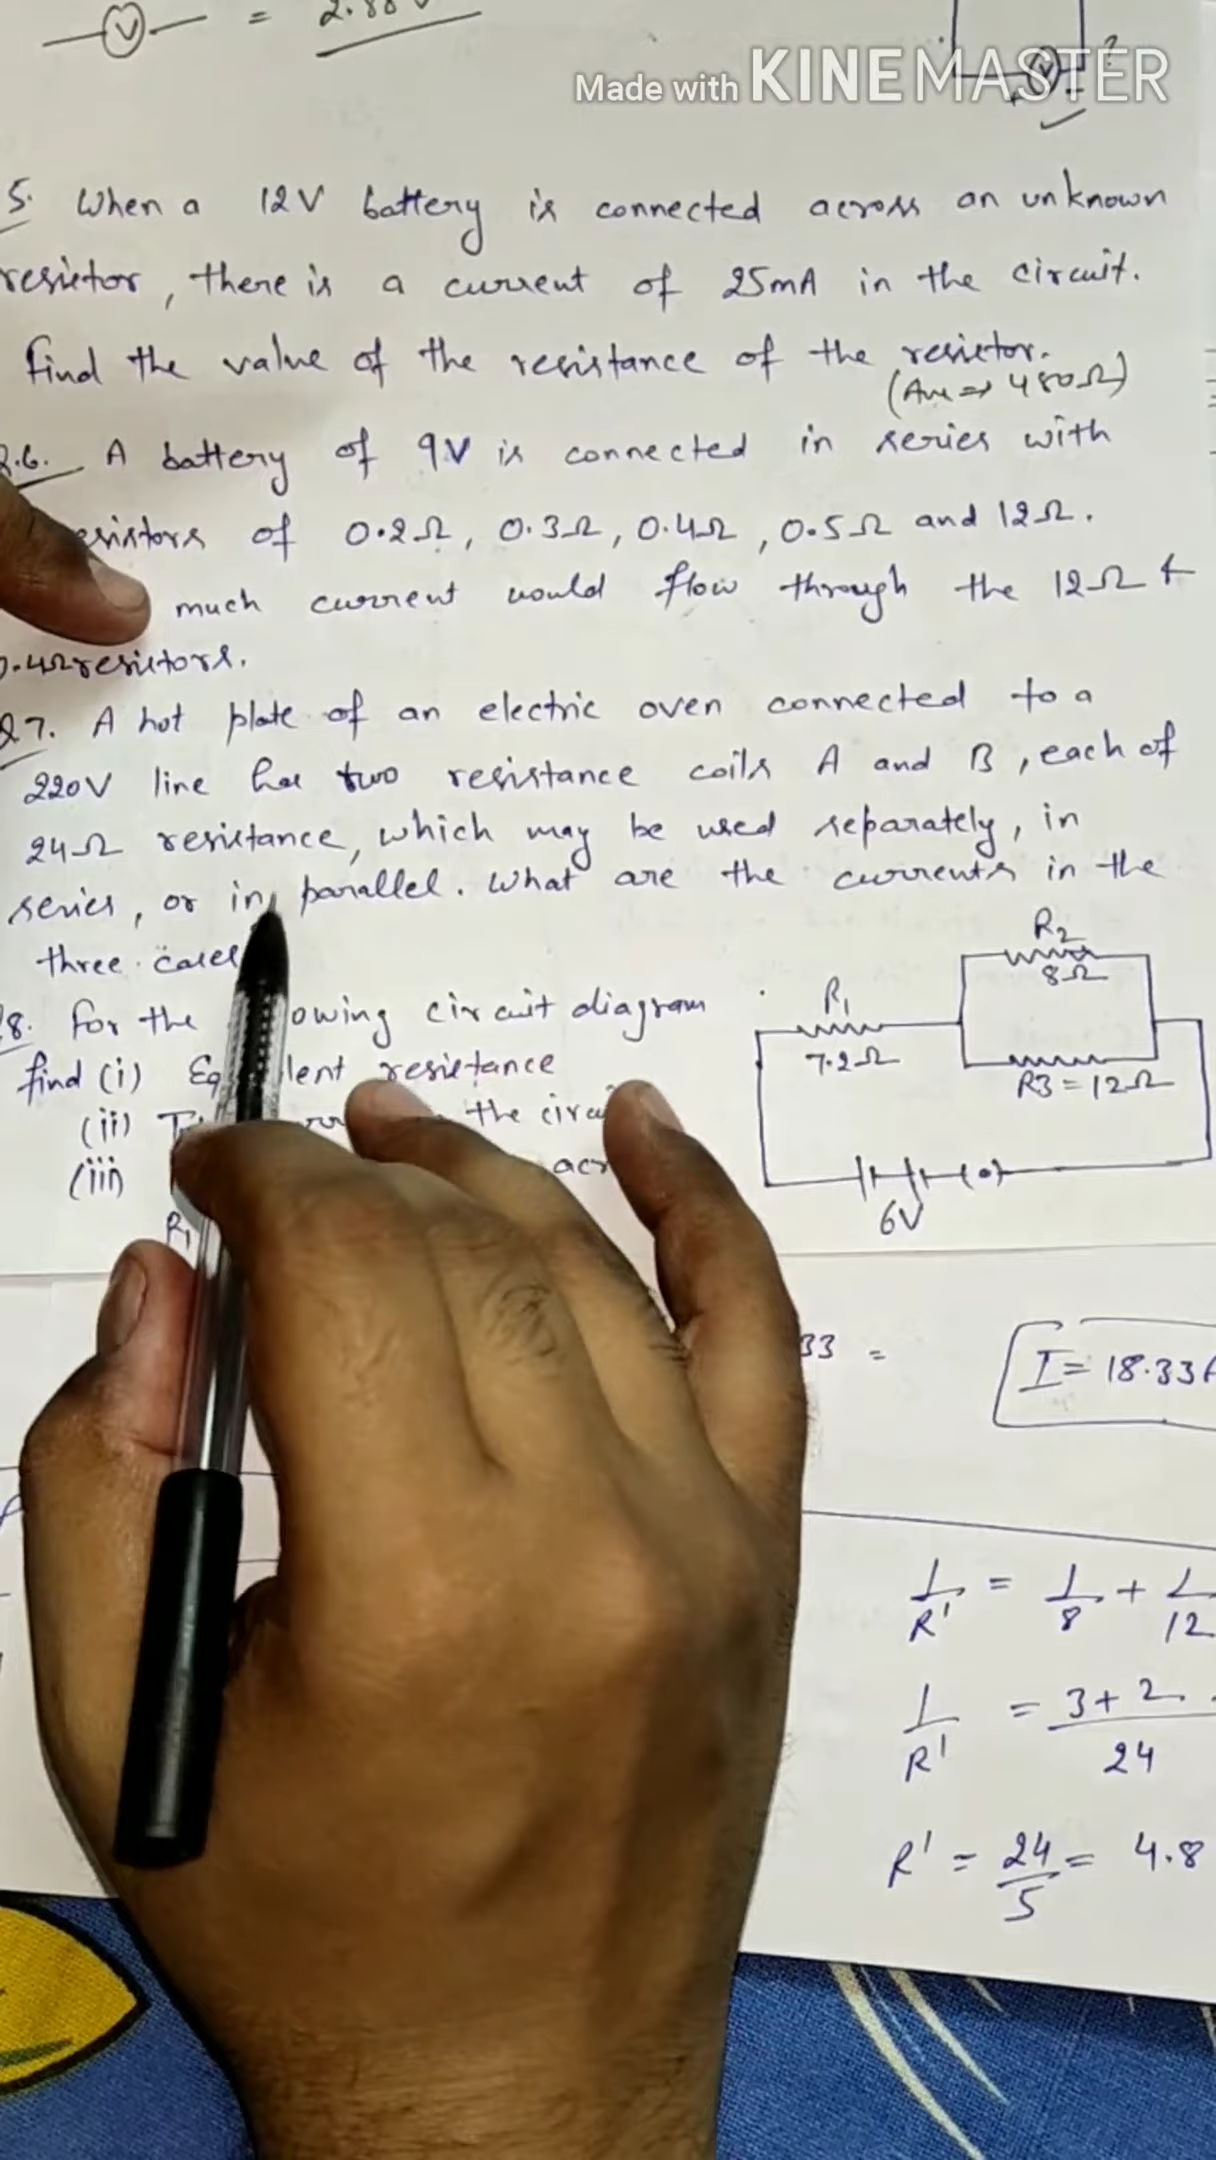 V = 2.88V
Made with KINEMASTER
?
V
+ -
5. When a 12V battery is connected across an unknown
resistor, there is a current of 25mA in the circuit.
find the value of the resistance of the resistor.
(Ans ⇒ 480Ω)
Q.6. A battery of 9V is connected in series with
resistors of 0.2Ω, 0.3Ω, 0.4Ω, 0.5Ω and 12Ω.
much current would flow through the 12Ω &
0.4Ω resistors.
Q7. A hot plate of an electric oven connected to a
220V line has two resistance coils A and B, each of
24Ω resistance, which may be used separately, in
series, or in parallel. What are the currents in the
three cases
R2
8Ω
R1
7.2Ω
R3 = 12Ω
6V
28. for the owing circuit diagram
find (i) Eq lent resistance
(ii) the circu
(iii) acr
R1
33 =
I = 18.33A
1/R' = 1/8 + 1/12
1/R' = 3+2/24
R' = 24/5 = 4.8